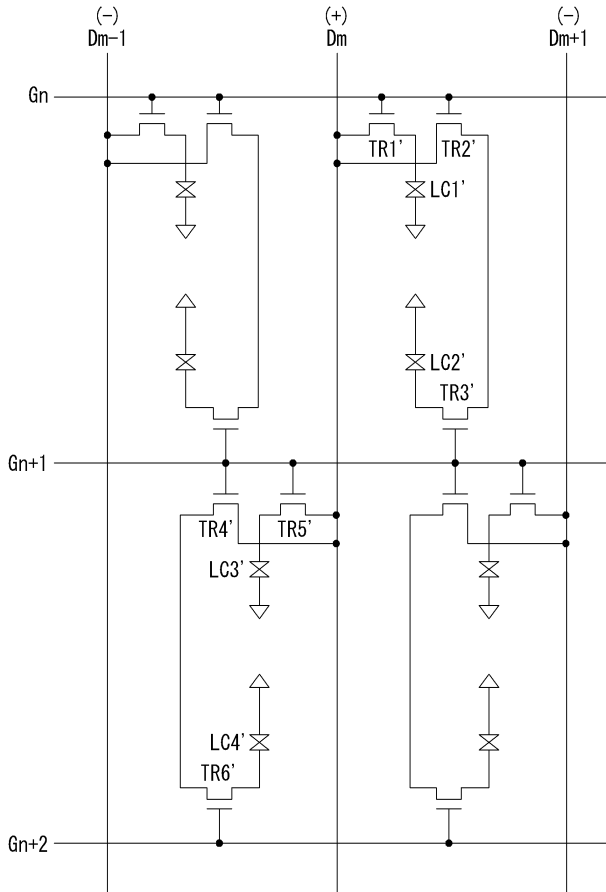 (-) (+) (-)
Dm-1 Dm Dm+1
Gn
TR1' TR2'
LC1'
LC2'
TR3'
Gn+1
TR4' TR5'
LC3'
LC4'
TR6'
Gn+2